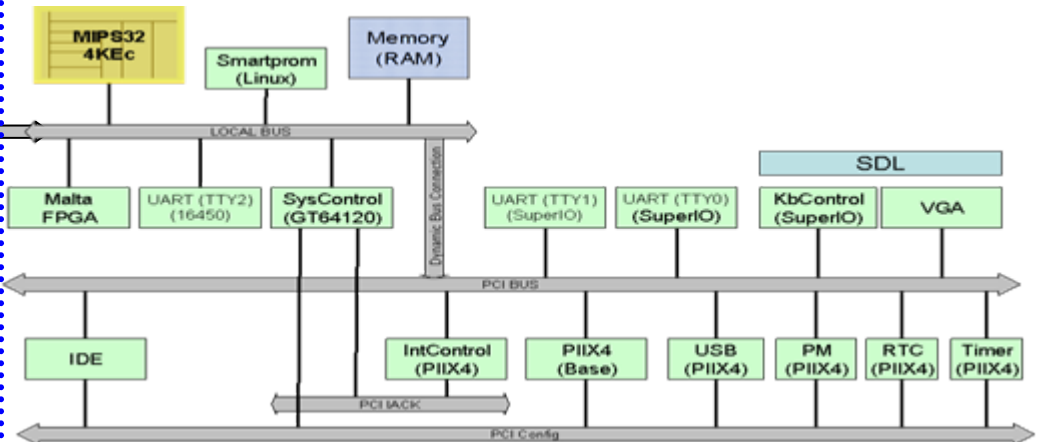 MIPS32
4KEc
Smartprom
(Linux)
Memory
(RAM)
LOCAL BUS
Malta
FPGA
UART (TTY2)
(16450)
SysControl
(GT64120)
Dynamic Bus Connection
UART (TTY1)
(SuperIO)
UART (TTY0)
(SuperIO)
SDL
KbControl
(SuperIO)
VGA
PCI BUS
IDE
IntControl
(PIIX4)
PIIX4
(Base)
USB
(PIIX4)
PM
(PIIX4)
RTC
(PIIX4)
Timer
(PIIX4)
PCI IACK
PCI Config